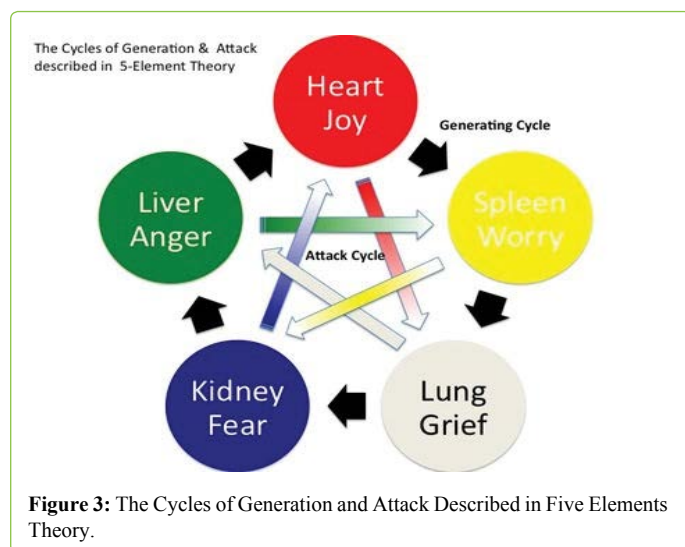 The Cycles of Generation & Attack
described in 5-Element Theory
Heart
Joy
Generating Cycle
Liver
Anger
Spleen
Worry
Attack Cycle
Kidney
Fear
Lung
Grief
Figure 3: The Cycles of Generation and Attack Described in Five Elements
Theory.